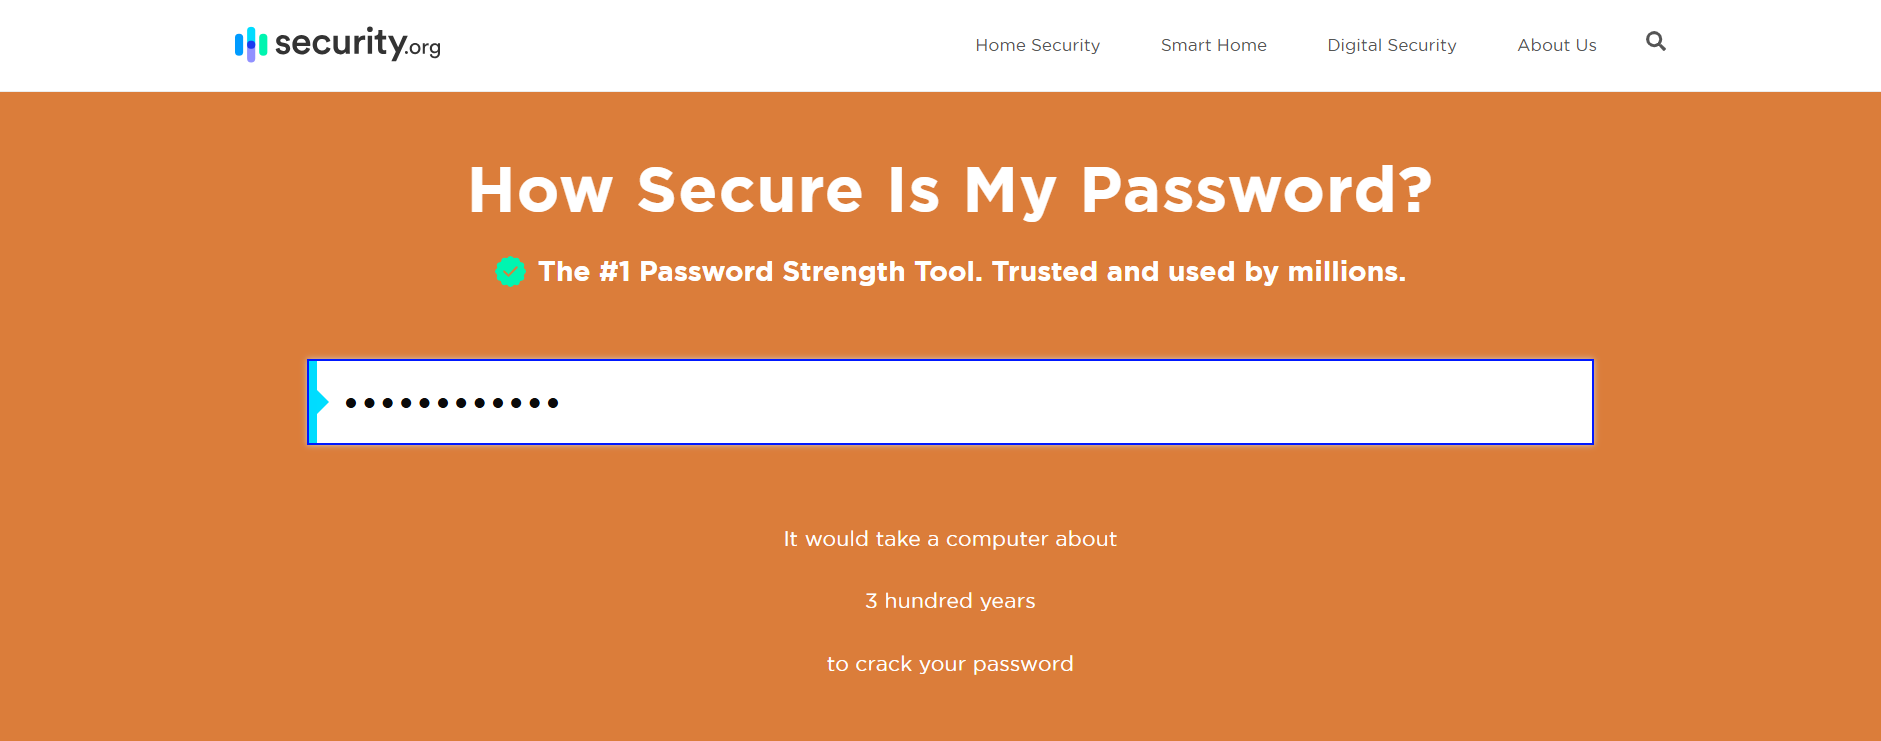 security.org
Home Security Smart Home Digital Security About Us
How Secure Is My Password?
The #1 Password Strength Tool. Trusted and used by millions.
••••••••••••
It would take a computer about
3 hundred years
to crack your password